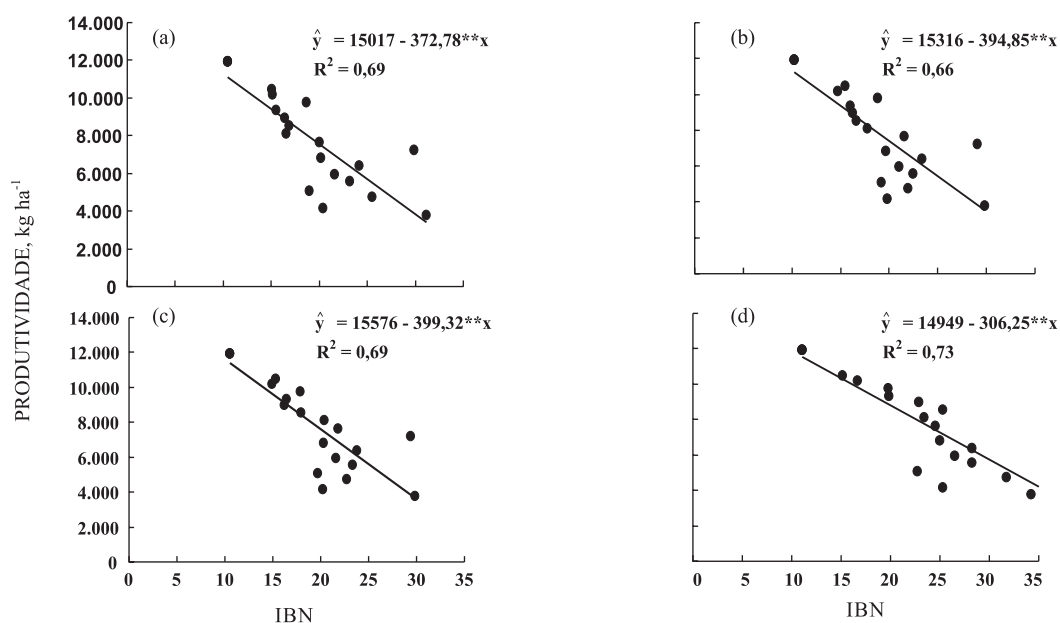 PRODUTIVIDADE, kg ha⁻¹
(a)
ŷ = 15017 - 372,78**x
R² = 0,69
14.000
12.000
10.000
8.000
6.000
4.000
2.000
0
(b)
ŷ = 15316 - 394,85**x
R² = 0,66
(c)
ŷ = 15576 - 399,32**x
R² = 0,69
14.000
12.000
10.000
8.000
6.000
4.000
2.000
0
0 5 10 15 20 25 30 35
IBN
(d)
ŷ = 14949 - 306,25**x
R² = 0,73
0 5 10 15 20 25 30 35
IBN